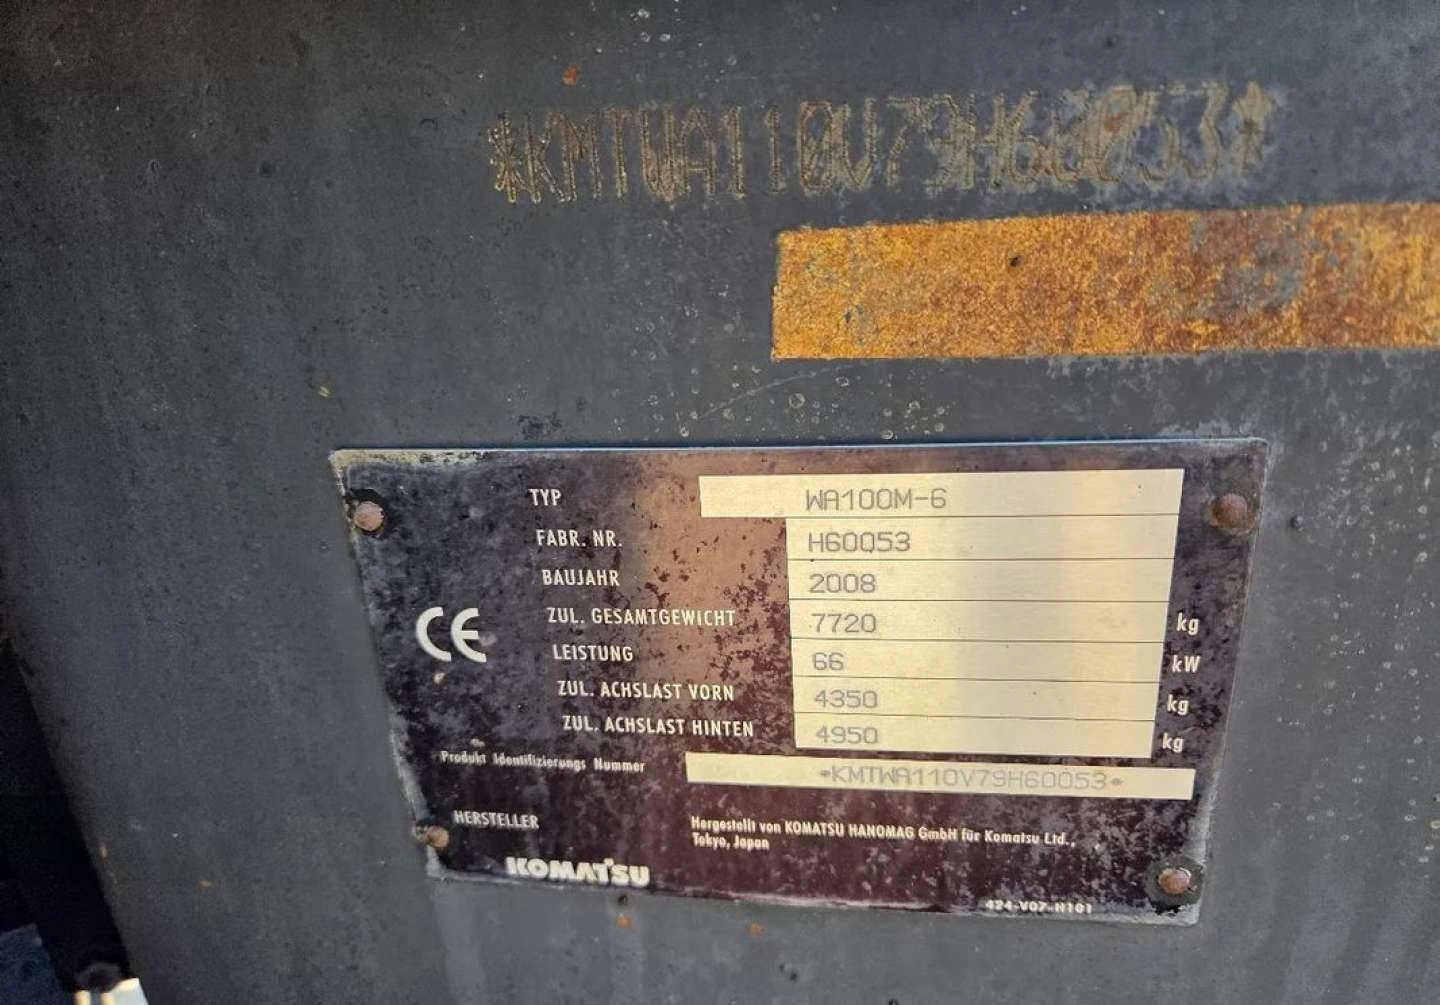 *KMTWA110V79H60053*
TYP WA100M-6
FABR. NR. H60053
BAUJAHR 2008
ZUL. GESAMTGEWICHT 7720 kg
LEISTUNG 66 kW
ZUL. ACHSLAST VORN 4350 kg
ZUL. ACHSLAST HINTEN 4950 kg
CE
Produkt Identifizierungs Nummer *KMTWA110V79H60053*
HERSTELLER Hergestellt von KOMATSU HANOMAG GmbH für Komatsu Ltd.,
Tokyo, Japan
KOMATSU
424-V07-H101